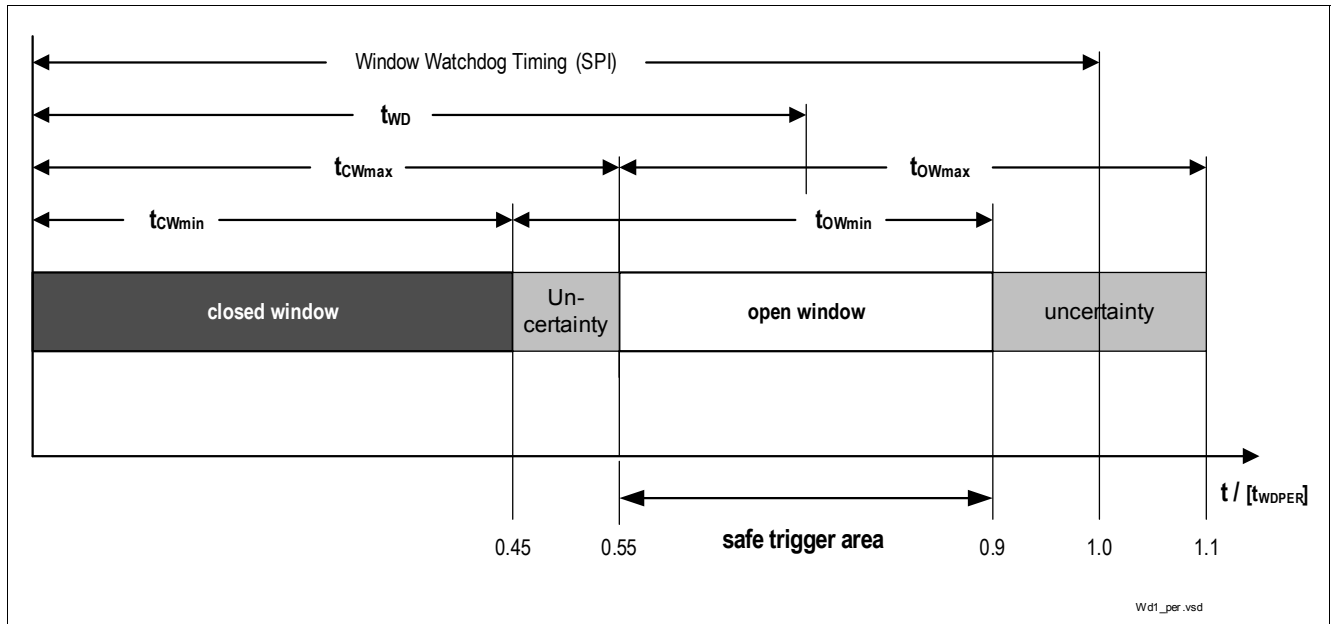 Window Watchdog Timing (SPI)
tWD
tCWmax
tOWmax
tCWmin
tOWmin
closed window
Un-
certainty
open window
uncertainty
t / [tWDPER]
safe trigger area
0.45
0.55
0.9
1.0
1.1
Wd1_per.vsd